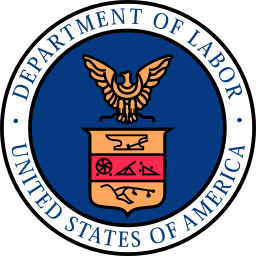 DEPARTMENT OF LABOR
UNITED STATES OF AMERICA